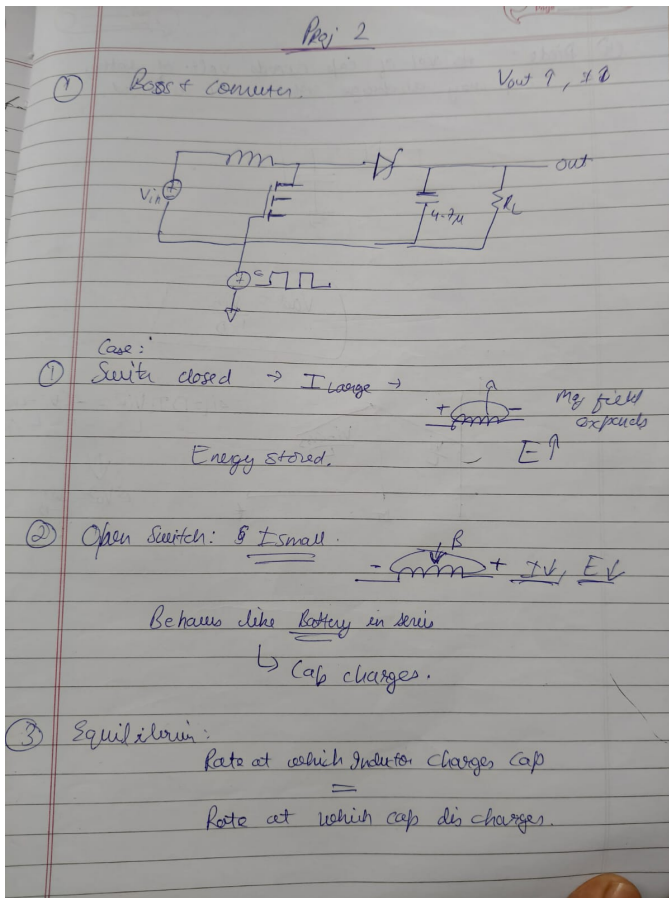 Proj 2
① Boost converter. Vout ↑, I↓
Vin
out
4.7μ
RL
Case:
① Switch closed → I Large →
+ -
Mg field
expands
Energy stored. E↑
② Open Switch: I small.
B
- + I↓, E↓
Behaves like Battery in series
↳ Cap charges.
③ Equilibrium:
Rate at which Inductor charges cap
=
Rate at which cap dis charges.